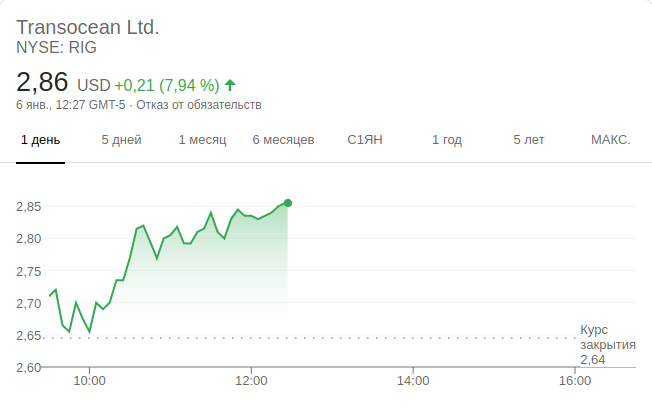 Transocean Ltd.
NYSE: RIG
2,86 USD +0,21 (7,94 %)
6 янв., 12:27 GMT-5 · Отказ от обязательств
1 день 5 дней 1 месяц 6 месяцев С1ЯН 1 год 5 лет МАКС.
2,85
2,80
2,75
2,70
2,65
2,60
Курс
закрытия
2,64
10:00 12:00 14:00 16:00